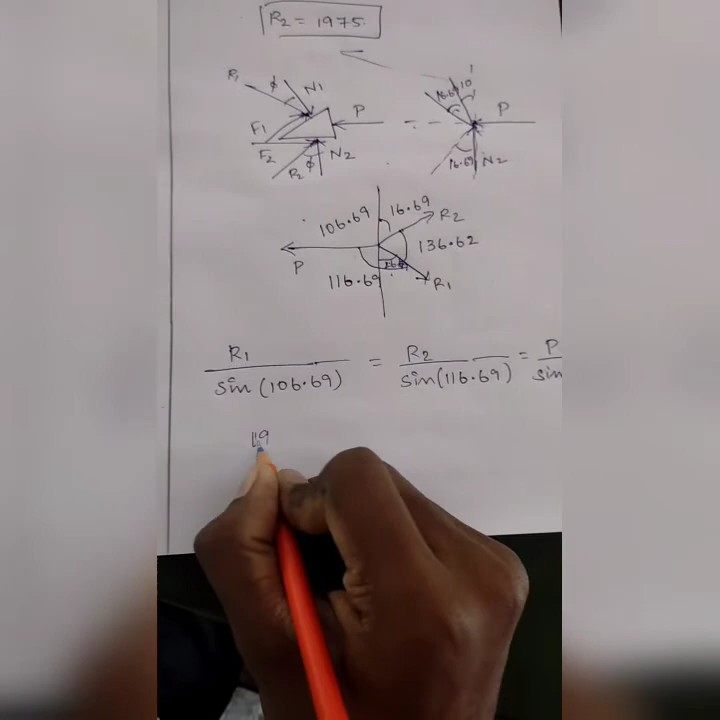 R2 = 1975.
R1 φ N1 P
F1
F2 N2
R2 φ
16.69 10
P
16.69 N2
106.69 16.69 R2
136.62
P
116.69 R1
R1 / sin (106.69) = R2 / sin(116.69) = P / sin
19